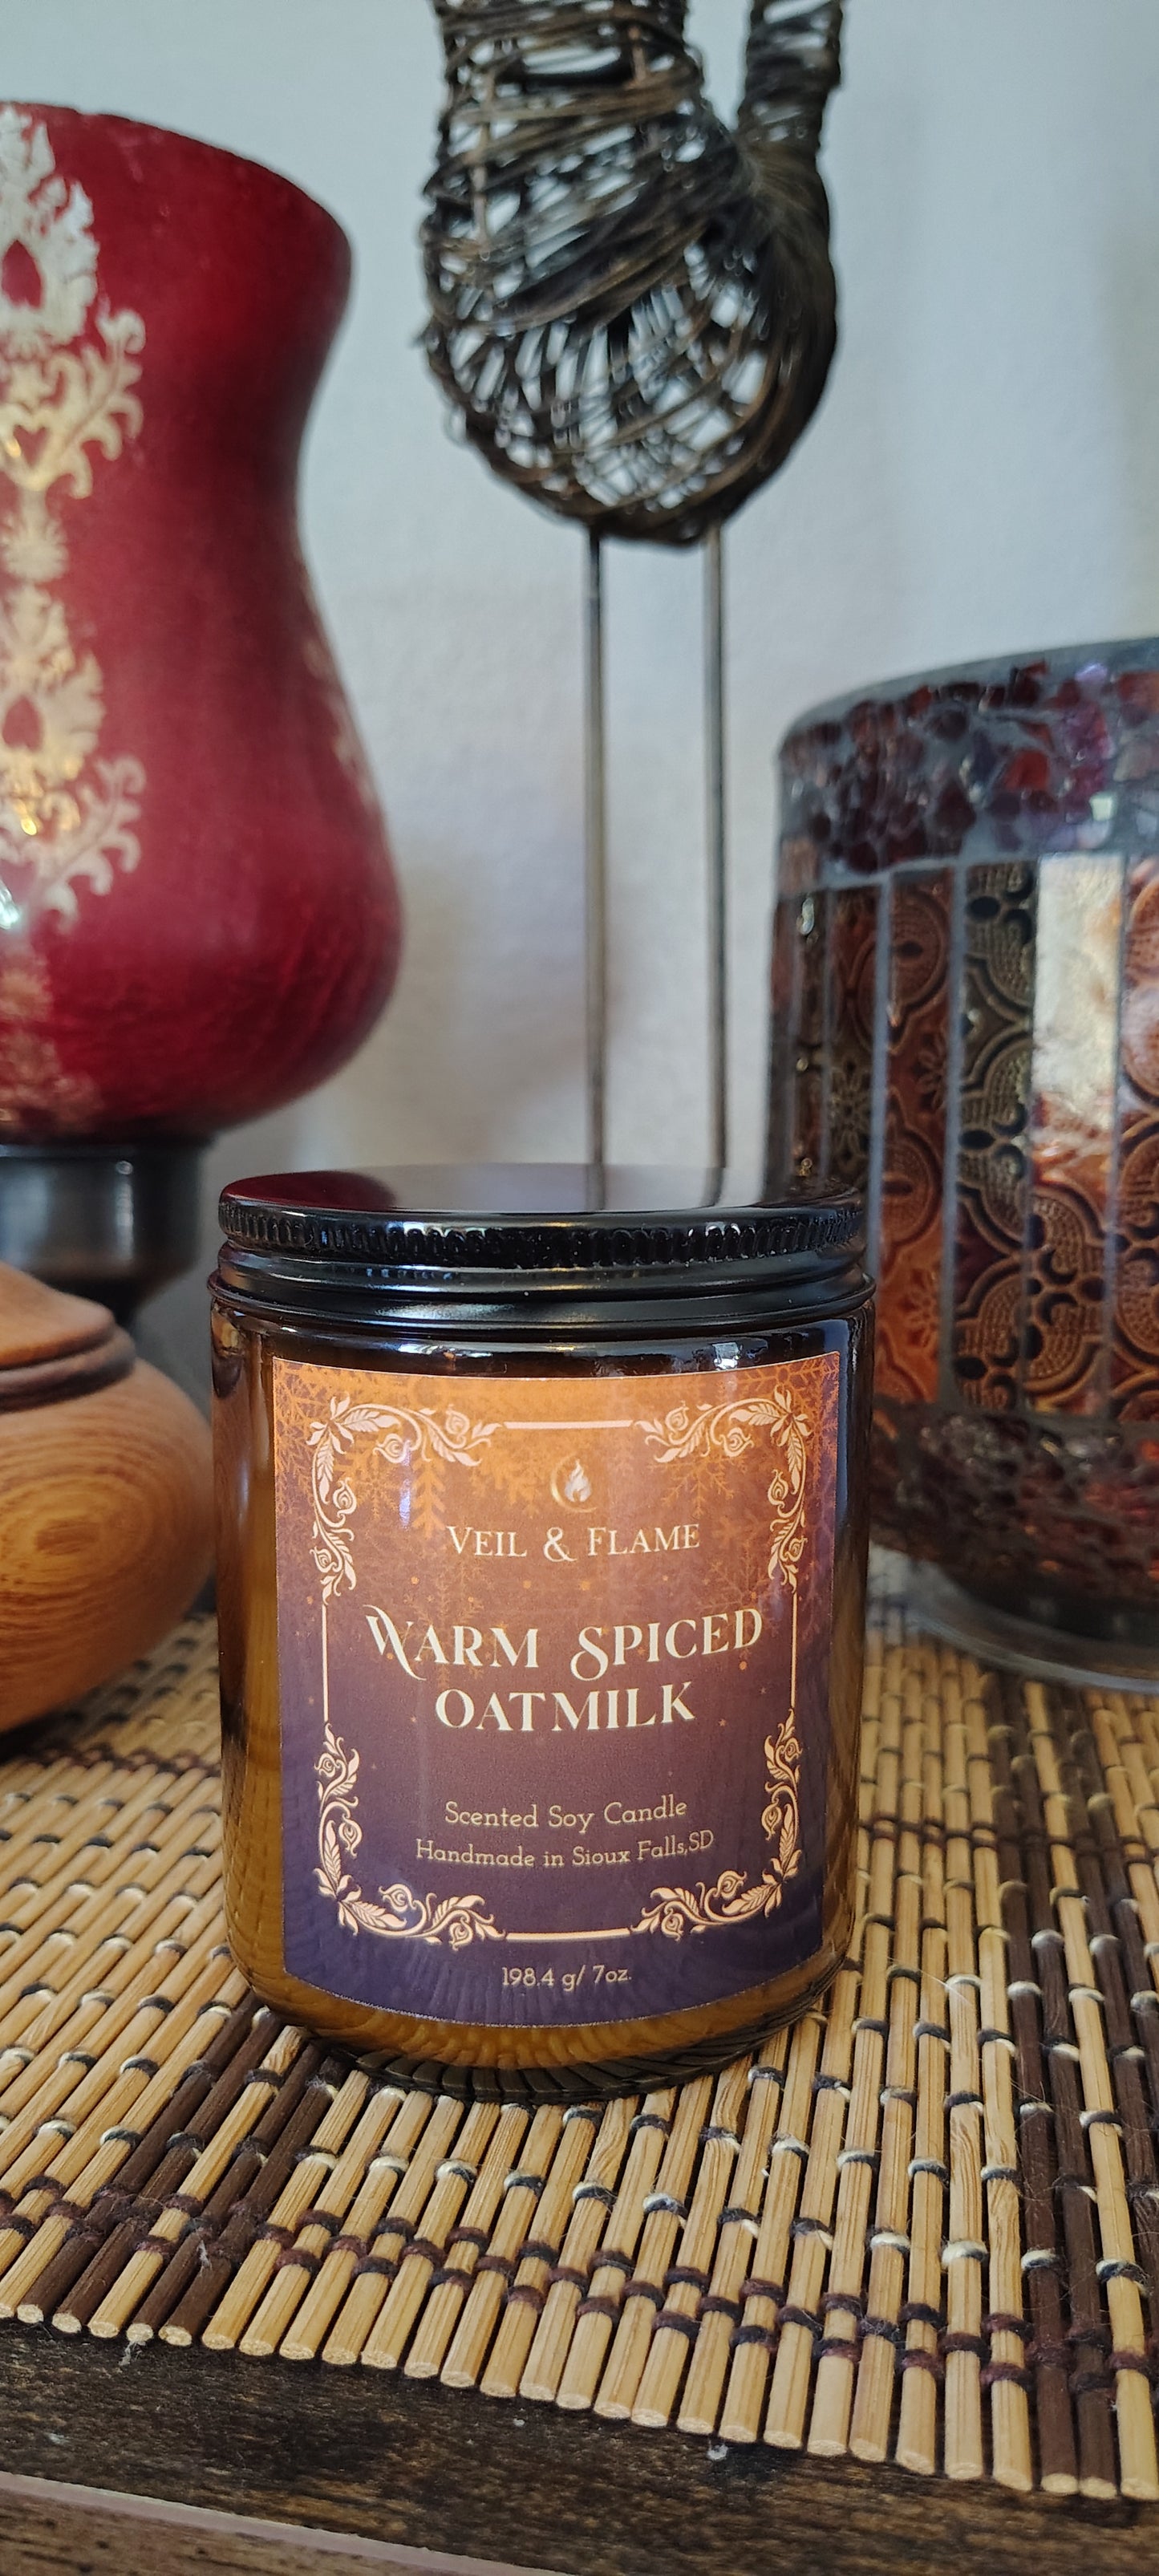 VEIL & FLAME
WARM SPICED
OATMILK
Scented Soy Candle
Handmade in Sioux Falls,SD
198.4 g/ 7oz.